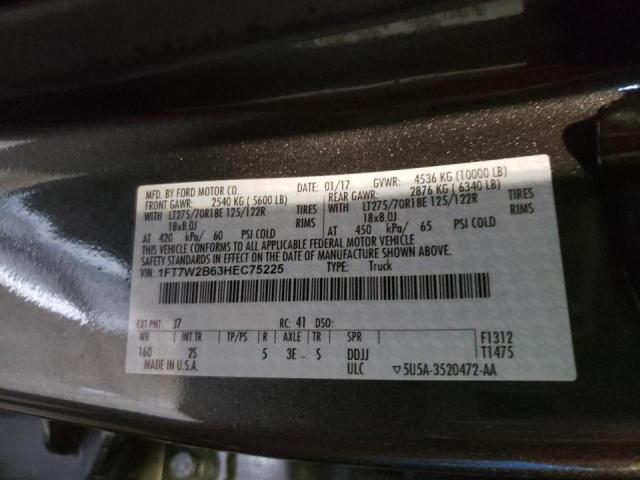 MFD. BY FORD MOTOR CO. DATE: 01/17 GVWR: 4536 KG (10000 LB)
FRONT GAWR: 2540 KG (5600 LB) REAR GAWR: 2876 KG (6340 LB)
WITH LT275/70R18E 125/122R TIRES WITH LT275/70R18E 125/122R TIRES
18x8.0J RIMS 18x8.0J RIMS
AT 420 kPa/ 60 PSI COLD AT 450 kPa/ 65 PSI COLD
THIS VEHICLE CONFORMS TO ALL APPLICABLE FEDERAL MOTOR VEHICLE
SAFETY STANDARDS IN EFFECT ON THE DATE OF MANUFACTURE SHOWN ABOVE.
VIN: 1FT7W2B63HEC75225 TYPE: Truck
EXT PNT: J7 RC: 41 DSO:
WB INT TR TP/PS R AXLE TR SPR F1312
160 2S 5 3E S DDJJ T1475
MADE IN U.S.A. ULC ▽5U5A-3520472-AA